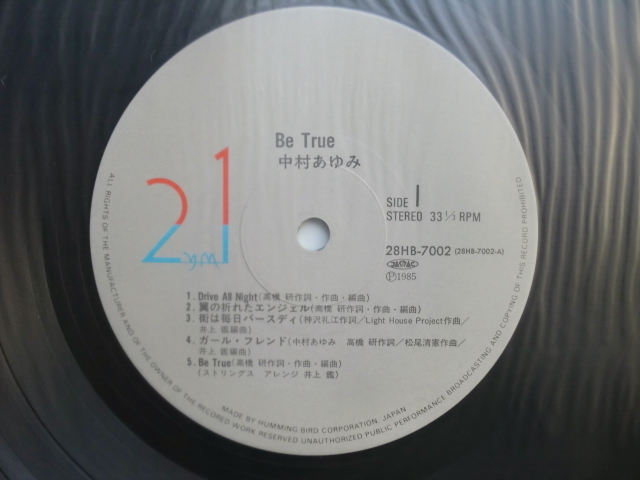 Be True
中村あゆみ
21
SIDE 1
STEREO 33 1/3 RPM
28HB-7002 (28HB-7002-A)
JASRAC
Ⓟ1985
1. Drive All Night(高橋 研作詞・作曲・編曲)
2. 翼の折れたエンジェル(高橋 研作詞・作曲・編曲)
3. 街は毎日バースディ(神沢礼江作詞/Light House Project作曲/
井上 鑑編曲)
4. ガール・フレンド(中村あゆみ 高橋 研作詞/松尾清憲作曲/
井上 鑑編曲)
5. Be True(高橋 研作詞・作曲・編曲)
(ストリングス アレンジ 井上 鑑)
MADE BY HUMMING BIRD CORPORATION, JAPAN
ALL RIGHTS OF THE MANUFACTURER AND OF THE OWNER OF THE RECORDED WORK RESERVED UNAUTHORIZED PUBLIC PERFORMANCE BROADCASTING AND COPYING OF THIS RECORD PROHIBITED